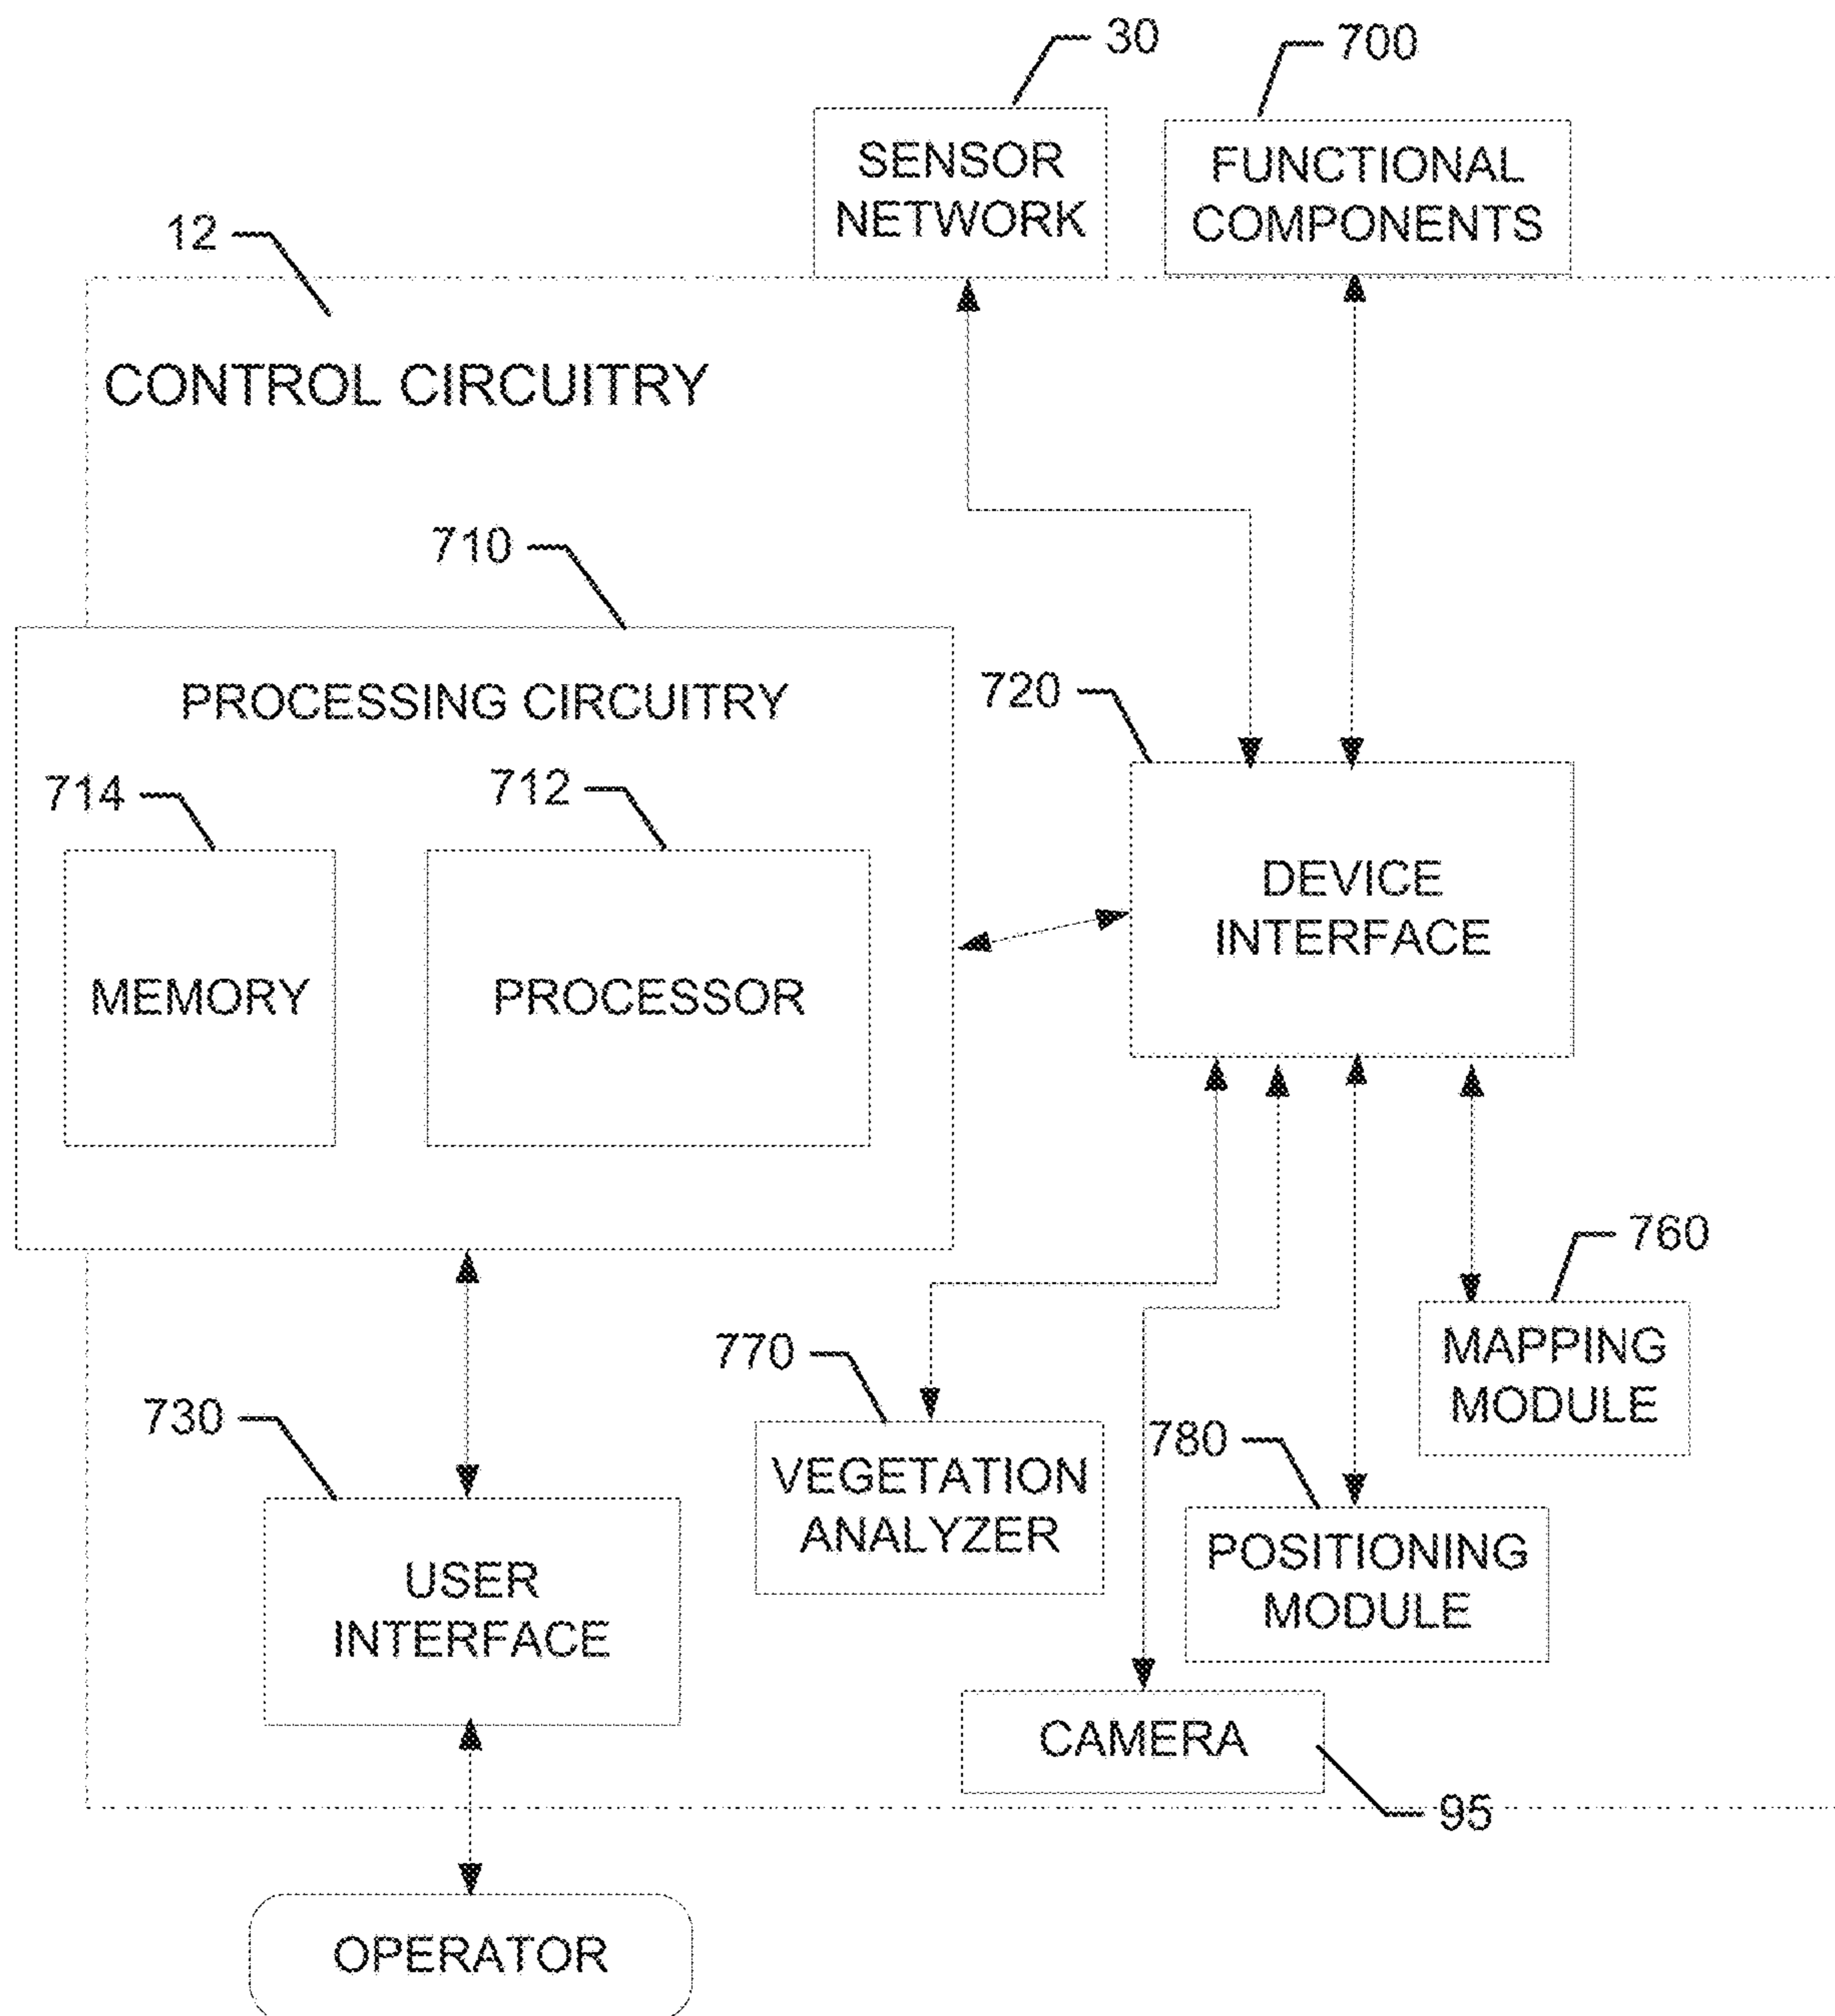 30
700
SENSOR
NETWORK
FUNCTIONAL
COMPONENTS
12
CONTROL CIRCUITRY
710
PROCESSING CIRCUITRY
720
714
712
MEMORY
PROCESSOR
DEVICE
INTERFACE
760
MAPPING
MODULE
770
VEGETATION
ANALYZER
780
POSITIONING
MODULE
730
USER
INTERFACE
CAMERA
95
OPERATOR